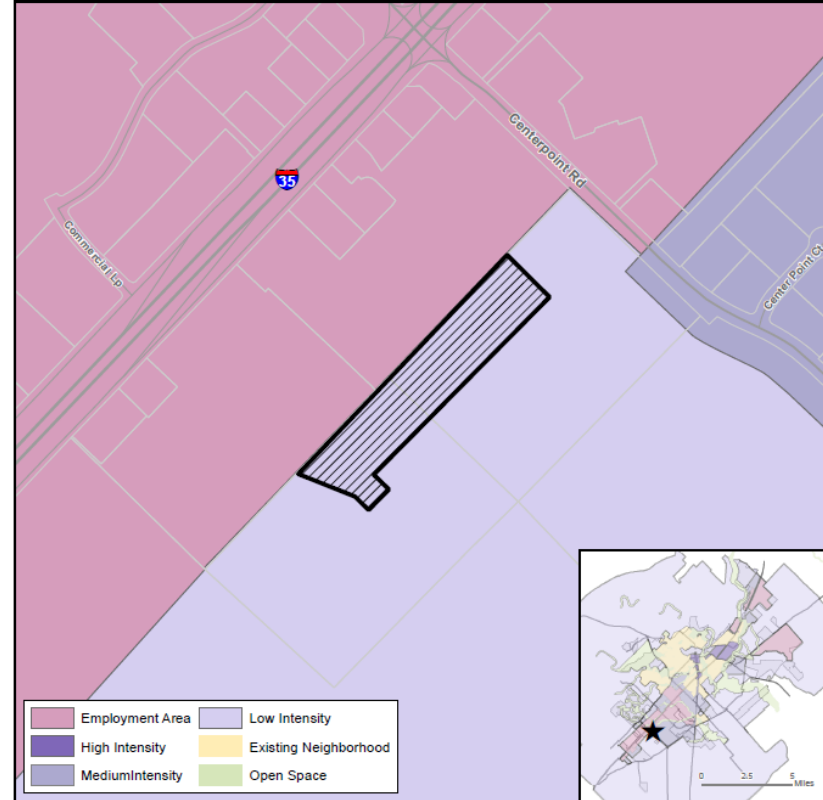 Centerpoint Rd
35
Commercial Lp
Center Point Ct
Employment Area
Low Intensity
High Intensity
Existing Neighborhood
MediumIntensity
Open Space
0 2.5 5
Miles